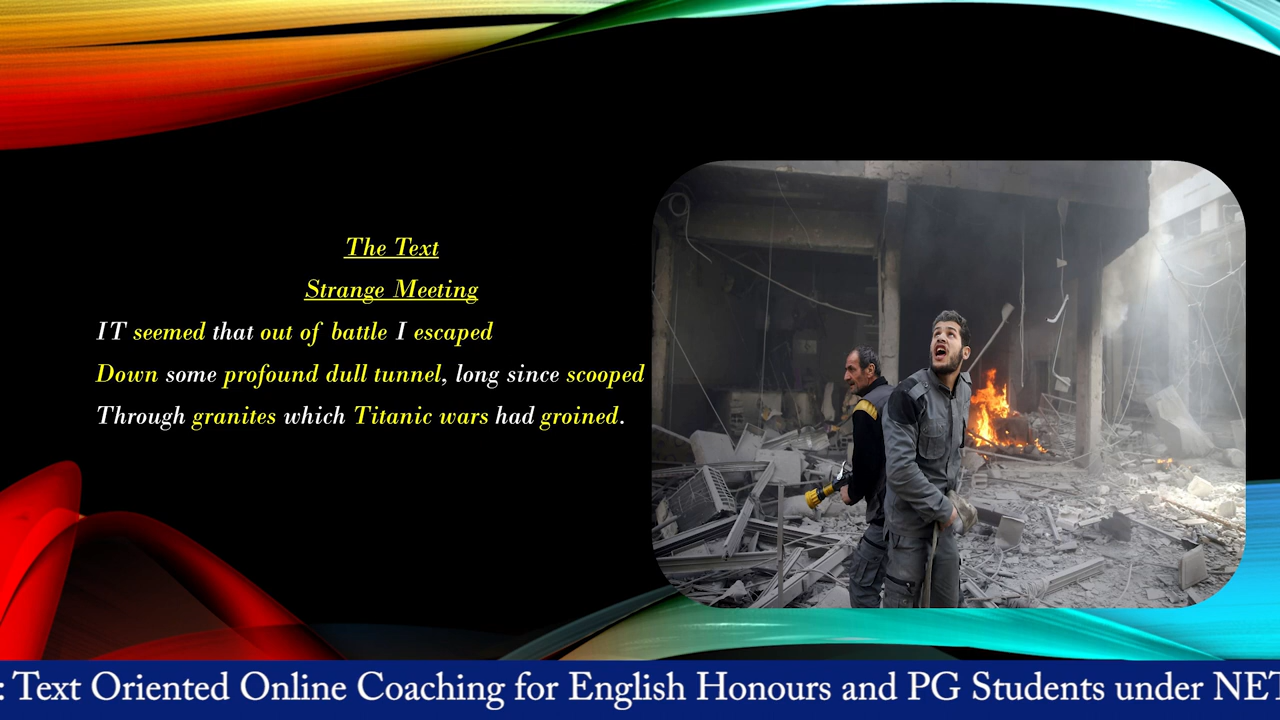 The Text
Strange Meeting
IT seemed that out of battle I escaped
Down some profound dull tunnel, long since scooped
Through granites which Titanic wars had groined.
: Text Oriented Online Coaching for English Honours and PG Students under NET